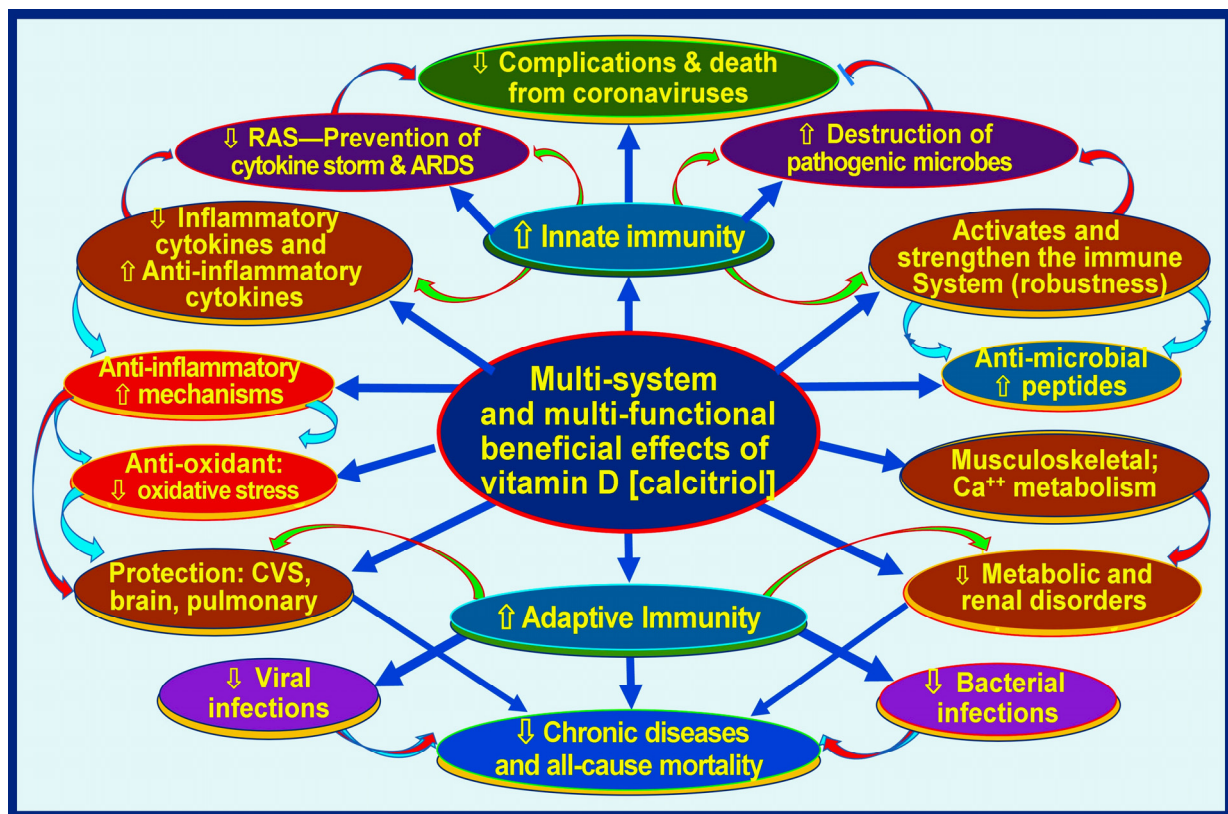 ⇩ Complications & death
from coronaviruses
⇩ RAS—Prevention of
cytokine storm & ARDS
⇧ Destruction of
pathogenic microbes
⇩ Inflammatory
cytokines and
⇧ Anti-inflammatory
cytokines
⇧ Innate immunity
Activates and
strengthen the immune
System (robustness)
Anti-inflammatory
⇧ mechanisms
Multi-system
and multi-functional
beneficial effects of
vitamin D [calcitriol]
Anti-microbial
⇧ peptides
Anti-oxidant:
⇩ oxidative stress
Musculoskeletal;
Ca⁺⁺ metabolism
Protection: CVS,
brain, pulmonary
⇧ Adaptive Immunity
⇩ Metabolic and
renal disorders
⇩ Viral
infections
⇩ Chronic diseases
and all-cause mortality
⇩ Bacterial
infections